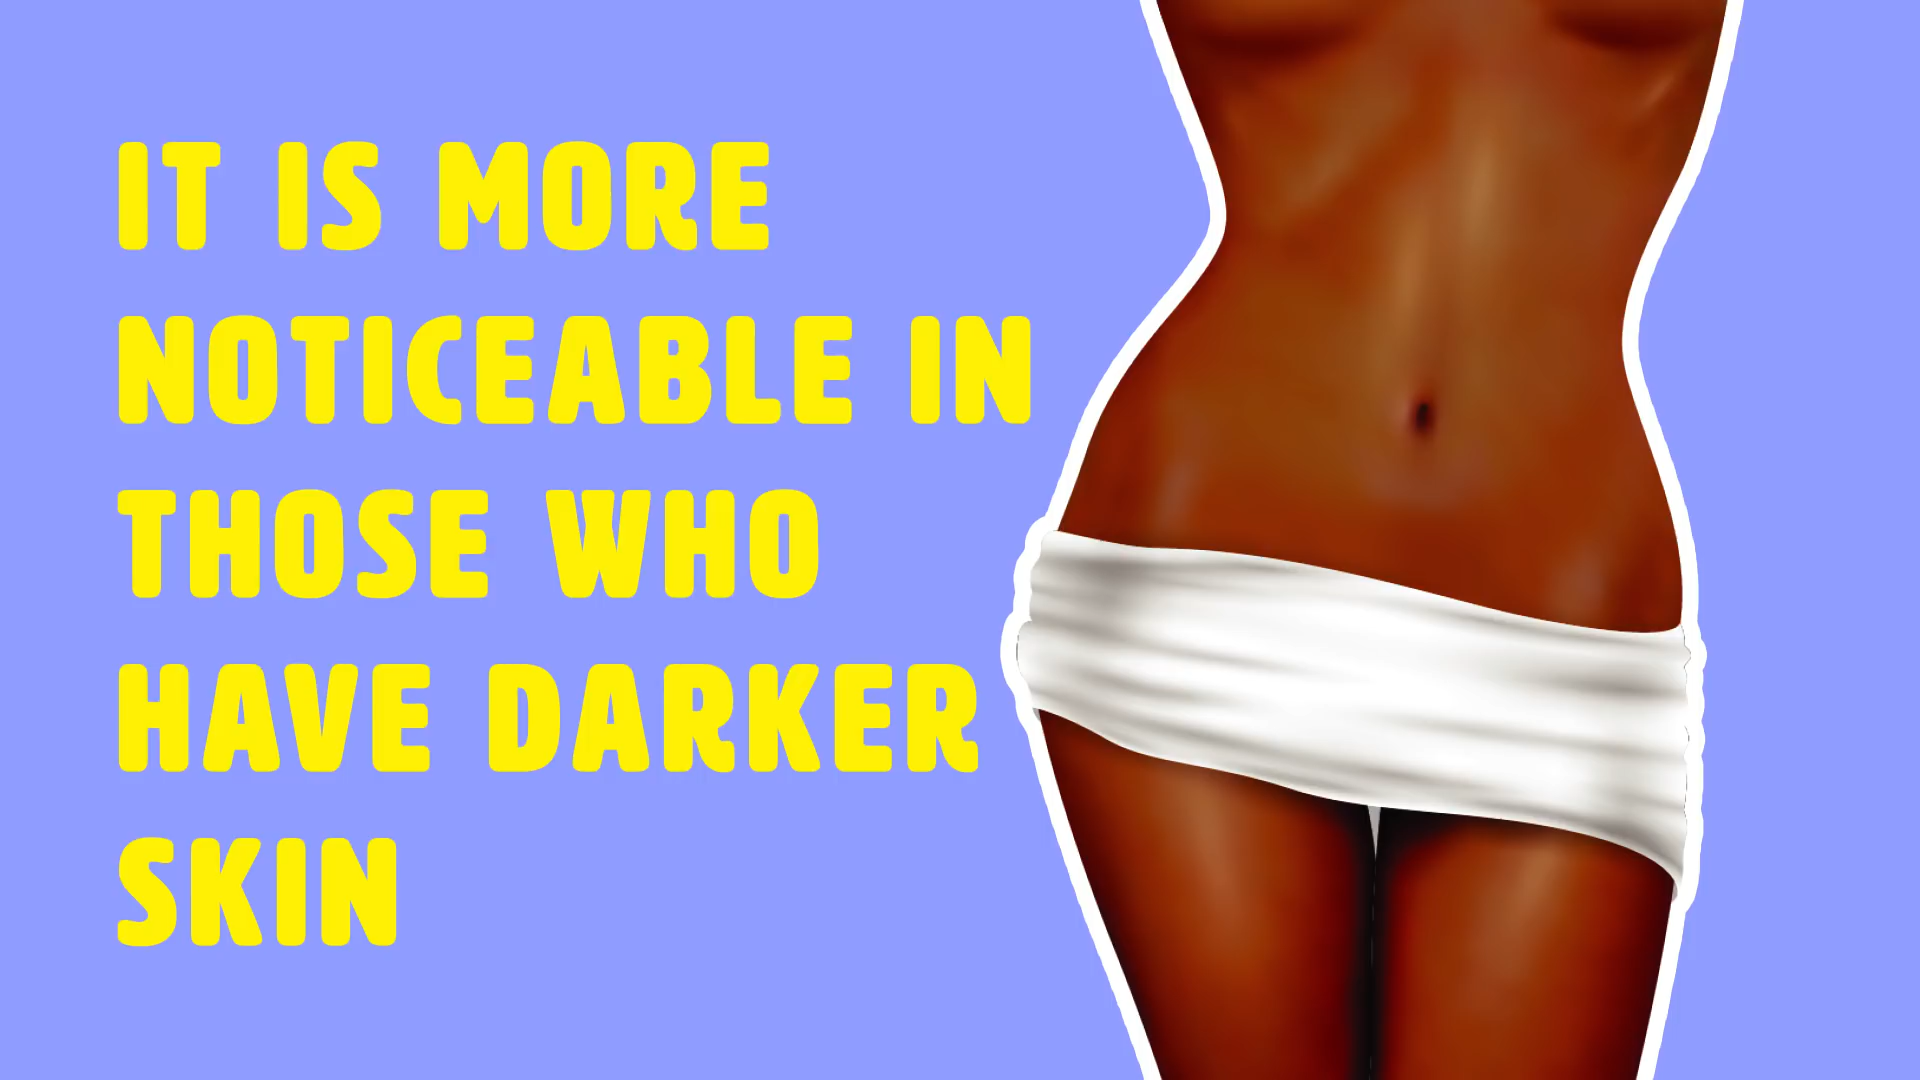 IT IS MORE
NOTICEABLE IN
THOSE WHO
HAVE DARKER
SKIN